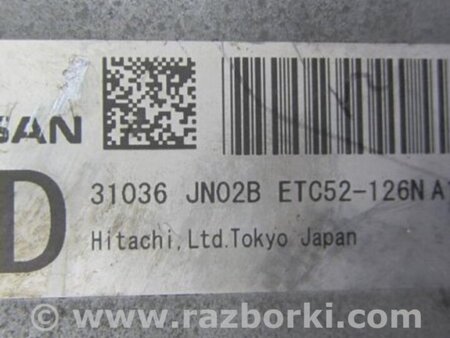 SAN
D
31036 JN02B ETC52-126N A
Hitachi,Ltd.Tokyo Japan
www.razborki.com